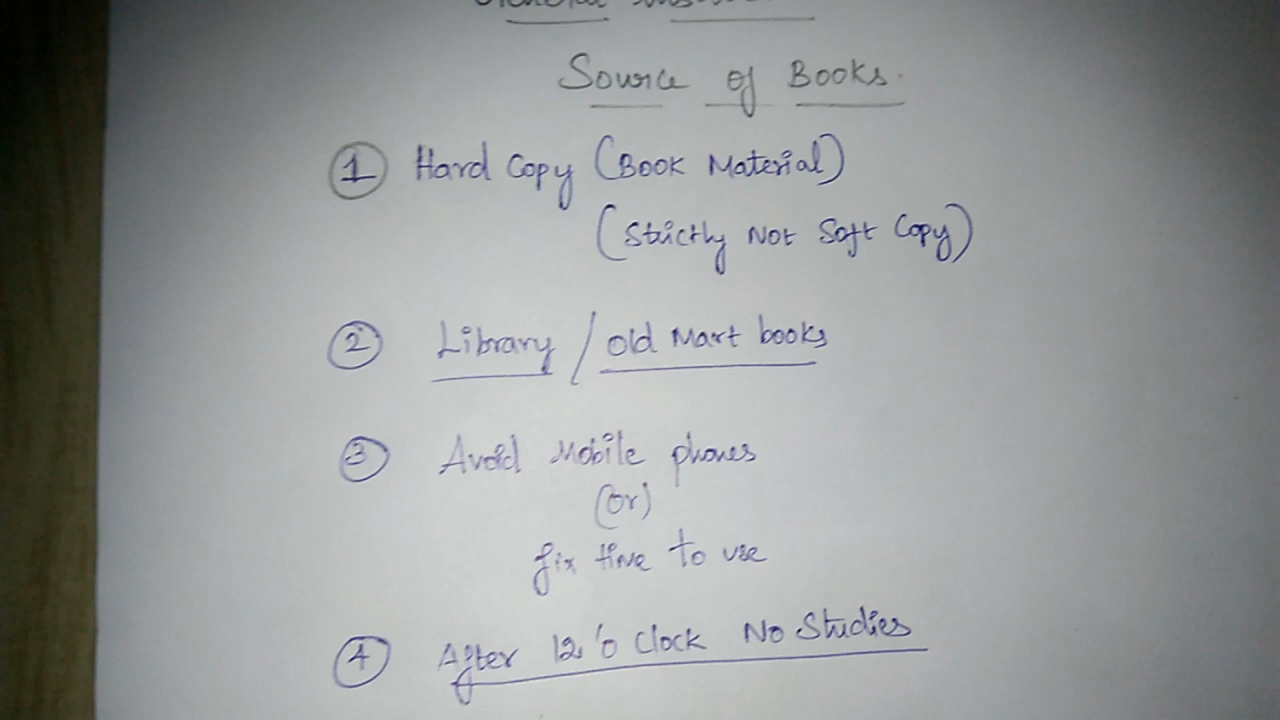 General
Source of Books.
1 Hard Copy (Book Material)
(Strictly Not Soft Copy)
2 Library / old Mart books
3 Avoid Mobile phones
(or)
fix time to use
4 After 12'o Clock No Studies